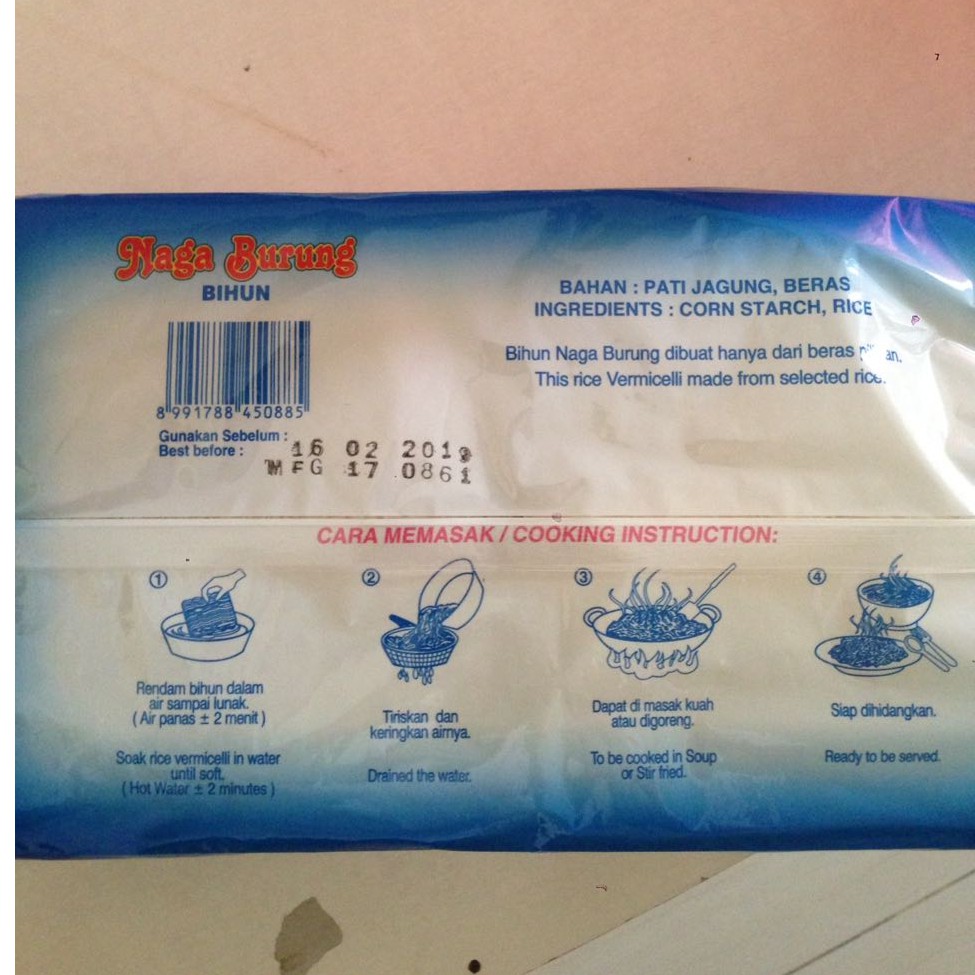 Naga Burung
BIHUN
8 991788 450885
Gunakan Sebelum :
Best before :
16 02 2019
MFG 17 0861
BAHAN : PATI JAGUNG, BERAS
INGREDIENTS : CORN STARCH, RICE
Bihun Naga Burung dibuat hanya dari beras
This rice Vermicelli made from selected rice.
CARA MEMASAK / COOKING INSTRUCTION:
1
Rendam bihun dalam
air sampai lunak.
( Air panas ± 2 menit )
Soak rice vermicelli in water
until soft.
( Hot Water ± 2 minutes )
2
Tiriskan dan
keringkan airnya.
Drained the water.
3
Dapat di masak kuah
atau digoreng.
To be cooked in Soup
or Stir fried.
4
Siap dihidangkan.
Ready to be served.